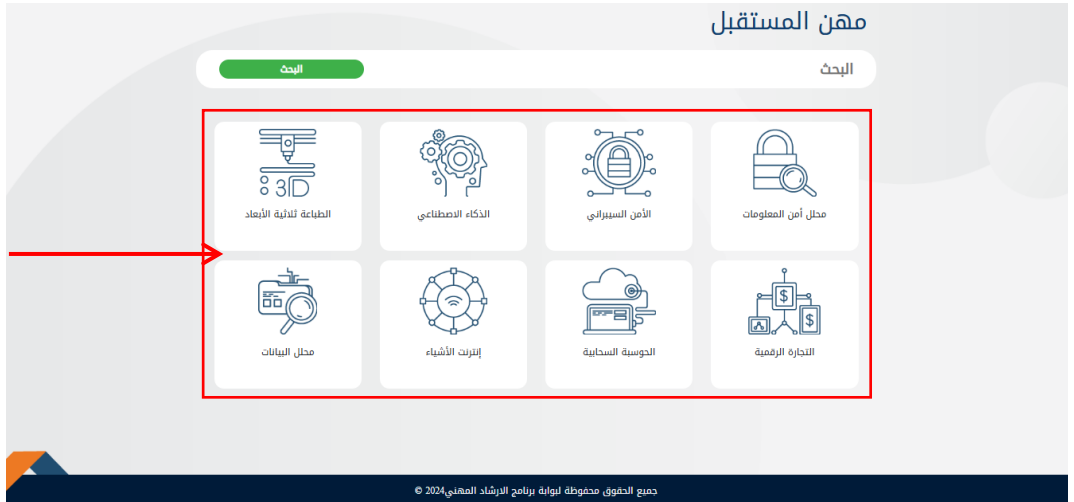 مهن المستقبل
البحث
البحث
محلل أمن المعلومات
الأمن السيبراني
الذكاء الاصطناعي
3D
الطباعة ثلاثية الأبعاد
$
$
التجارة الرقمية
الحوسبة السحابية
إنترنت الأشياء
محلل البيانات
جميع الحقوق محفوظة لبوابة برنامج الارشاد المهني2024 ©